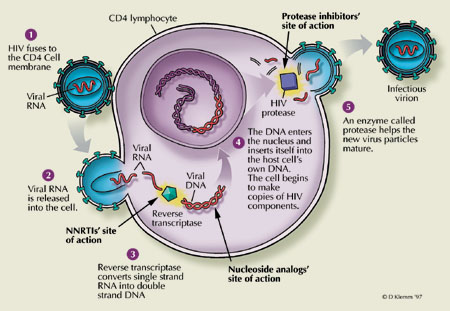 CD4 lymphocyte
Protease inhibitors'
site of action
1
HIV fuses to
the CD4 Cell
membrane
Viral
RNA
HIV
protease
Infectious
virion
5
An enzyme called
protease helps the
new virus particles
mature.
4
The DNA enters
the nucleus and
inserts itself into
the host cell's
own DNA.
The cell begins to
make
copies of HIV
components.
2
Viral RNA
is released
into the cell.
Viral
RNA
Viral
DNA
Reverse
transcriptase
NNRTIs' site
of action
3
Reverse transcriptase
converts single strand
RNA into double
strand DNA
Nucleoside analogs'
site of action
© D Klemm '97